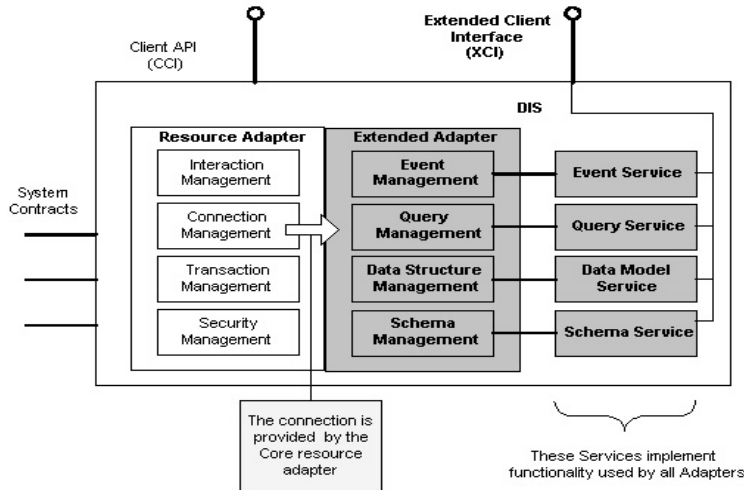 Client API
(CCI)
Extended Client
Interface
(XCI)
DIS
Resource Adapter
Extended Adapter
Interaction
Management
Event
Management
Event Service
System
Contracts
Connection
Management
Query
Management
Query Service
Transaction
Management
Data Structure
Management
Data Model
Service
Security
Management
Schema
Management
Schema Service
The connection is
provided by the
Core resource
adapter
These Services implement
functionality used by all Adapters